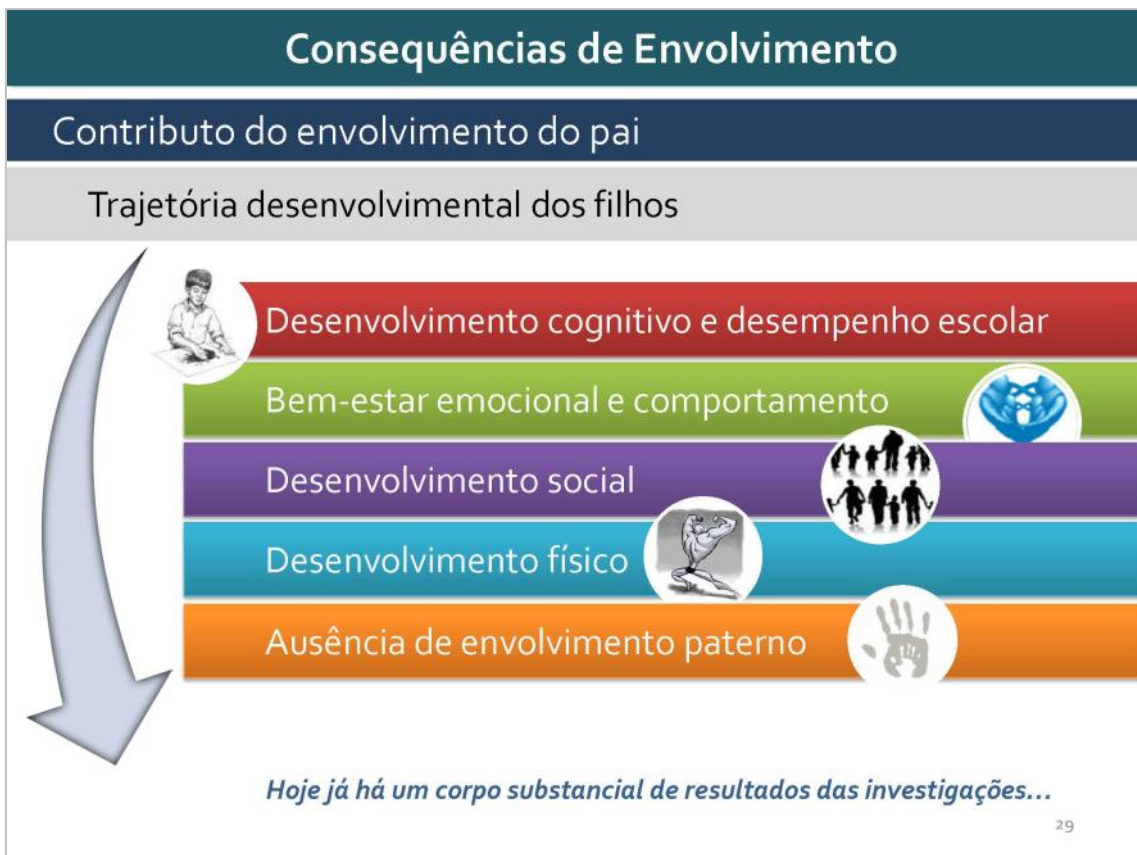 Consequências de Envolvimento
Contributo do envolvimento do pai
Trajetória desenvolvimental dos filhos
Desenvolvimento cognitivo e desempenho escolar
Bem-estar emocional e comportamento
Desenvolvimento social
Desenvolvimento físico
Ausência de envolvimento paterno
Hoje já há um corpo substancial de resultados das investigações...
29